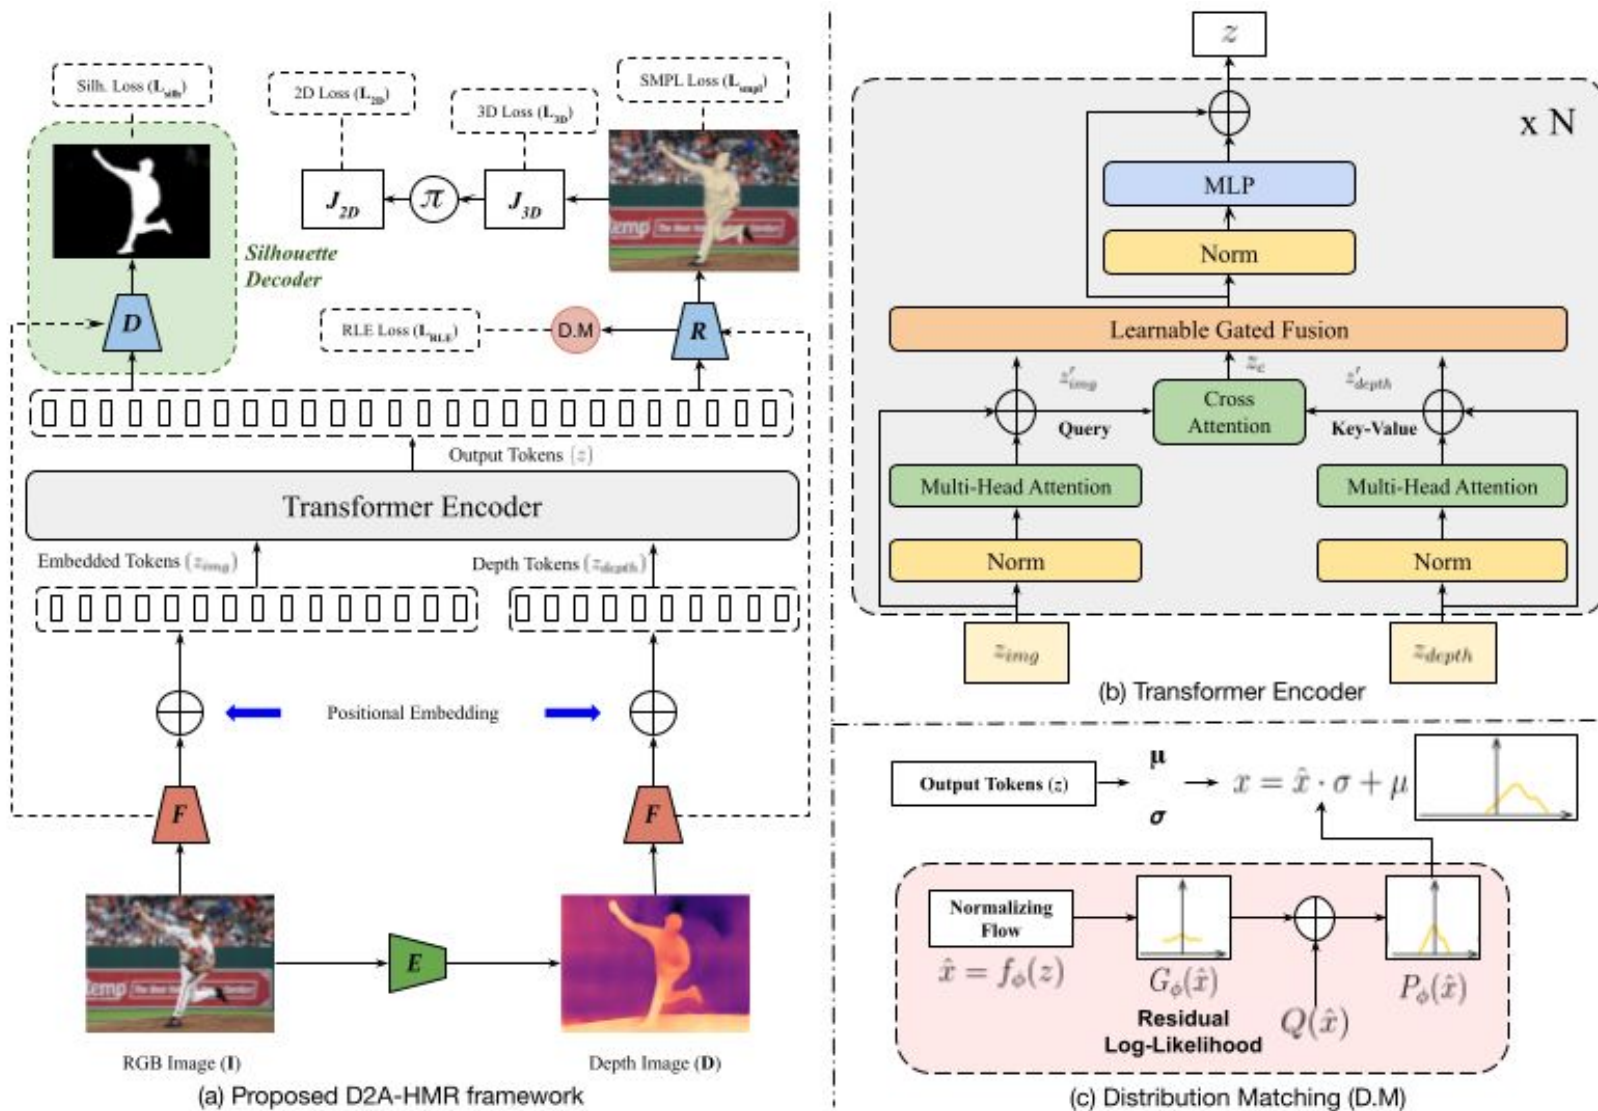 Silh. Loss (L_silh)
2D Loss (L_2D)
3D Loss (L_3D)
SMPL Loss (L_smpl)
J_2D
π
J_3D
Silhouette
Decoder
D
RLE Loss (L_RLE)
D.M
R
Output Tokens (z)
Transformer Encoder
Embedded Tokens (z_img)
Depth Tokens (z_depth)
Positional Embedding
F
F
E
RGB Image (I)
Depth Image (D)
(a) Proposed D2A-HMR framework
z
x N
MLP
Norm
Learnable Gated Fusion
z'_img
z_c
z'_depth
Cross
Attention
Query
Key-Value
Multi-Head Attention
Multi-Head Attention
Norm
Norm
z_img
z_depth
(b) Transformer Encoder
Output Tokens (z)
μ
σ
x = x̂ · σ + μ
Normalizing
Flow
x̂ = f_ϕ(z)
G_ϕ(x̂)
Residual
Log-Likelihood
Q(x̂)
P_ϕ(x̂)
(c) Distribution Matching (D.M)